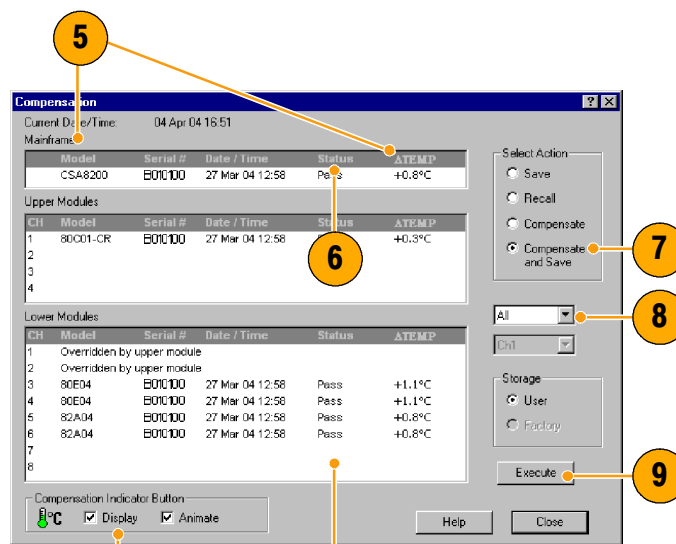 5
Compensation
Current Date/Time: 04 Apr 04 16:51
Mainframe
Model Serial # Date / Time Status ΔTEMP
CSA8200 B010100 27 Mar 04 12:58 Pass +0.8°C
Upper Modules
CH Model Serial # Date / Time Status ΔTEMP
1 80C01-CR B010100 27 Mar 04 12:58 +0.3°C
2
3
4
6
Lower Modules
CH Model Serial # Date / Time Status ΔTEMP
1 Overridden by upper module
2 Overridden by upper module
3 80E04 B010100 27 Mar 04 12:58 Pass +1.1°C
4 80E04 B010100 27 Mar 04 12:58 Pass +1.1°C
5 82A04 B010100 27 Mar 04 12:58 Pass +0.8°C
6 82A04 B010100 27 Mar 04 12:58 Pass +0.8°C
7
8
Compensation Indicator Button
°C Display Animate
Select Action
Save
Recall
Compensate
Compensate
and Save
7
All
8
Ch1
Storage
User
Factory
Execute
9
Help Close